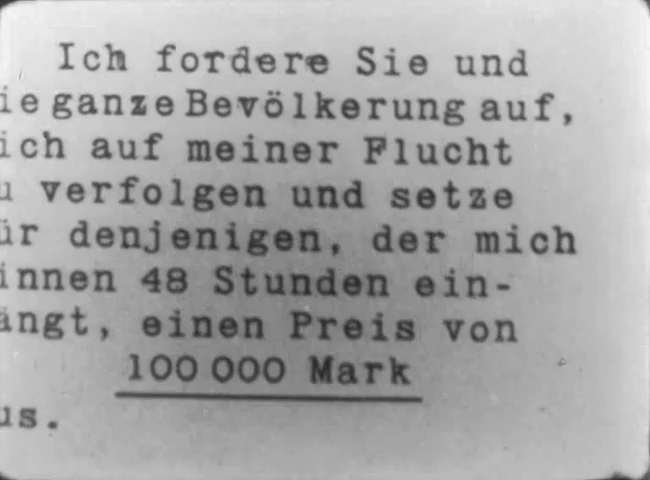 Ich fordere Sie und
ie ganze Bevölkerung auf,
ich auf meiner Flucht
u verfolgen und setze
ür denjenigen, der mich
innen 48 Stunden ein-
ängt, einen Preis von
100 000 Mark
us.